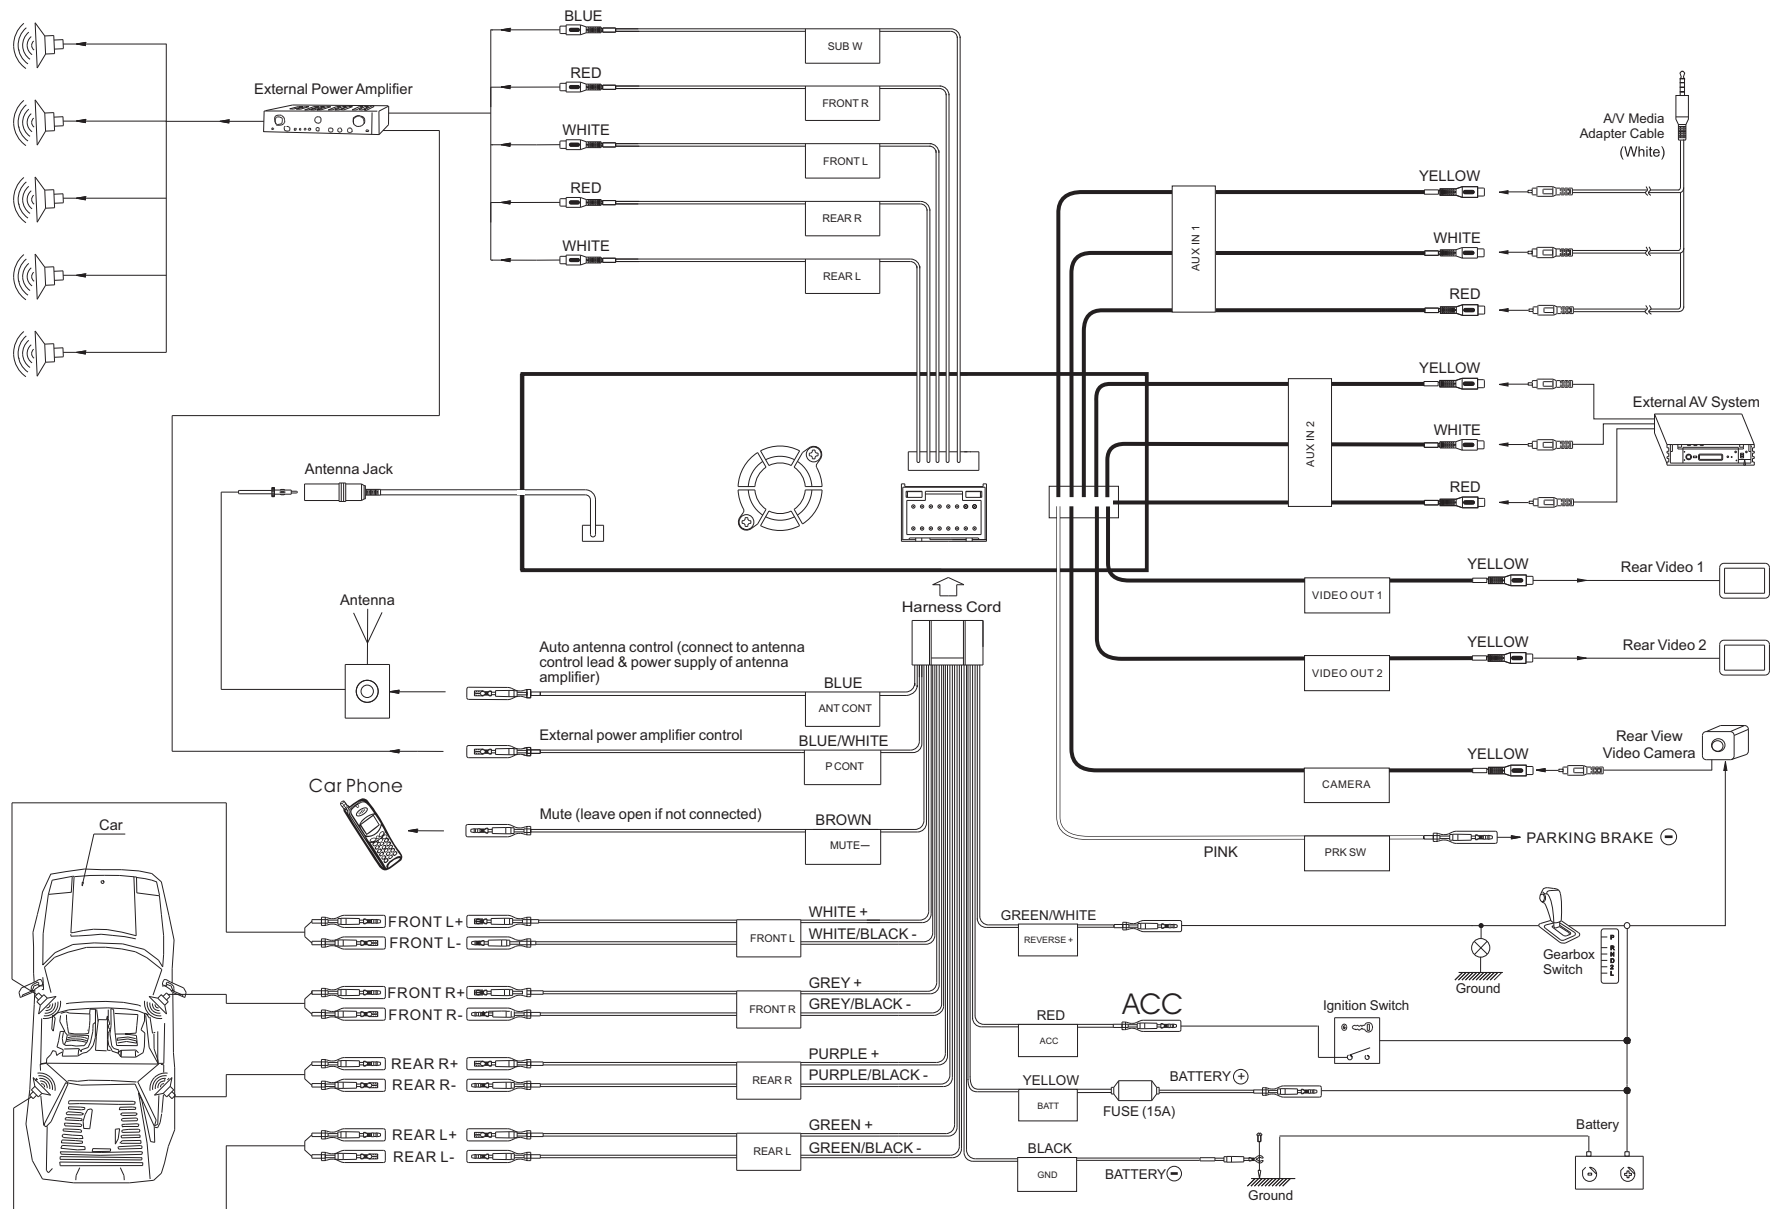 BLUE
SUB W
External Power Amplifier
RED
FRONT R
WHITE
FRONT L
RED
REAR R
WHITE
REAR L
A/V Media
Adapter Cable
(White)
YELLOW
WHITE
RED
AUX IN 1
YELLOW
WHITE
RED
AUX IN 2
External AV System
Antenna Jack
Antenna
Harness Cord
YELLOW
VIDEO OUT 1
Rear Video 1
YELLOW
VIDEO OUT 2
Rear Video 2
YELLOW
CAMERA
Rear View
Video Camera
PINK
PRK SW
PARKING BRAKE -
Auto antenna control (connect to antenna
control lead & power supply of antenna
amplifier)
BLUE
ANT CONT
External power amplifier control
BLUE/WHITE
P CONT
Car Phone
Mute (leave open if not connected)
BROWN
MUTE—
Car
FRONT L+
FRONT L-
FRONT L
WHITE +
WHITE/BLACK -
FRONT R+
FRONT R-
FRONT R
GREY +
GREY/BLACK -
REAR R+
REAR R-
REAR R
PURPLE +
PURPLE/BLACK -
REAR L+
REAR L-
REAR L
GREEN +
GREEN/BLACK -
GREEN/WHITE
REVERSE +
Ground
Gearbox
Switch
P
R
N
D
2
L
RED
ACC
ACC
Ignition Switch
YELLOW
BATT
FUSE (15A)
BATTERY +
BLACK
GND
BATTERY -
Ground
Battery
- +